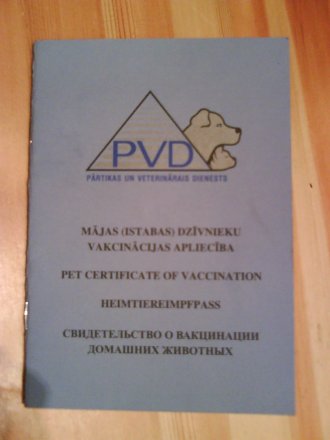 PVD
PĀRTIKAS UN VETERINĀRAIS DIENESTS
MĀJAS (ISTABAS) DZĪVNIEKU
VAKCINĀCIJAS APLIECĪBA
PET CERTIFICATE OF VACCINATION
HEIMTIEREIMPFPASS
СВИДЕТЕЛЬСТВО О ВАКЦИНАЦИИ
ДОМАШНИХ ЖИВОТНЫХ